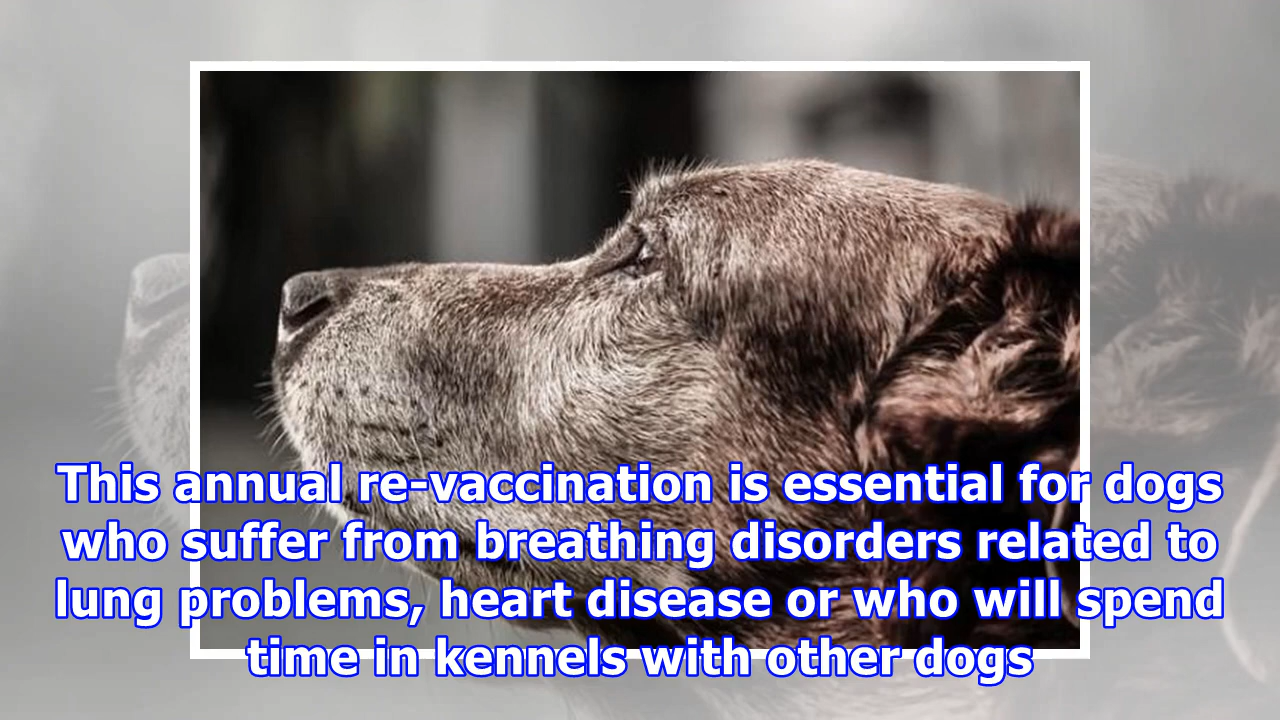 This annual re-vaccination is essential for dogs
who suffer from breathing disorders related to
lung problems, heart disease or who will spend
time in kennels with other dogs